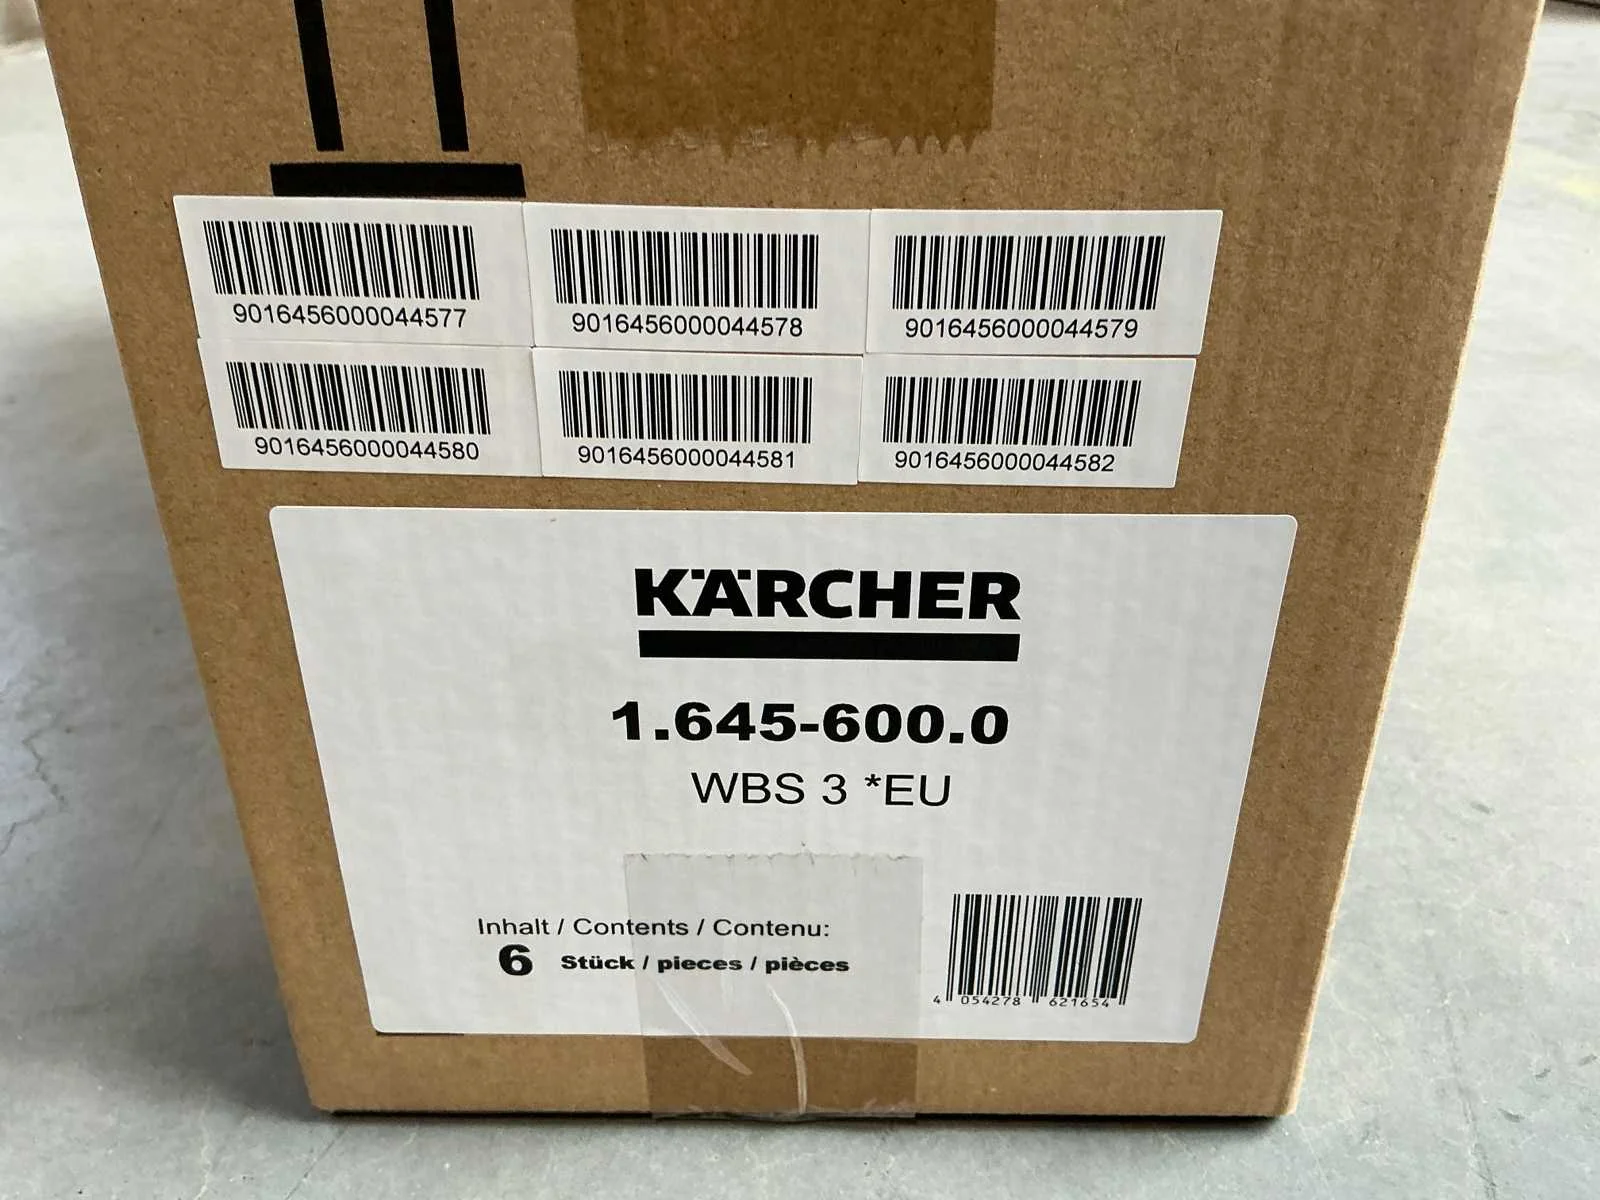 9016456000044577
9016456000044578
9016456000044579
9016456000044580
9016456000044581
9016456000044582
KÄRCHER
1.645-600.0
WBS 3 *EU
Inhalt / Contents / Contenu:
6 Stück / pieces / pièces
4 054278 621654